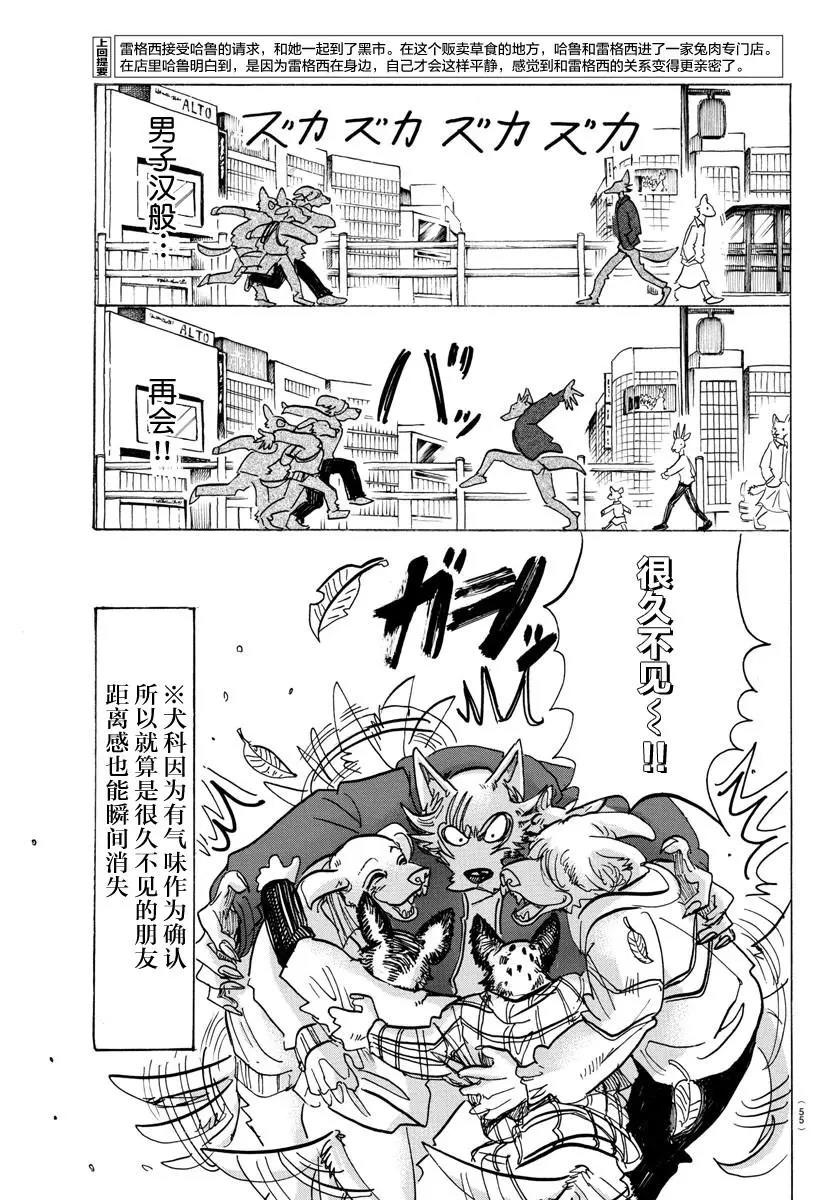 上回提要
雷格西接受哈鲁的请求，和她一起到了黑市。在这个贩卖草食的地方，哈鲁和雷格西进了一家兔肉专门店。
在店里哈鲁明白到，是因为雷格西在身边，自己才会这样平静，感觉到和雷格西的关系变得更亲密了。
ズカズカズカズカ
ALTO
男子汉般…
ALTO
バッ
再会!!
很久不见～!!
ガシッ
※犬科因为有气味作为确认
所以就算是很久不见的朋友
距离感也能瞬间消失
(55)